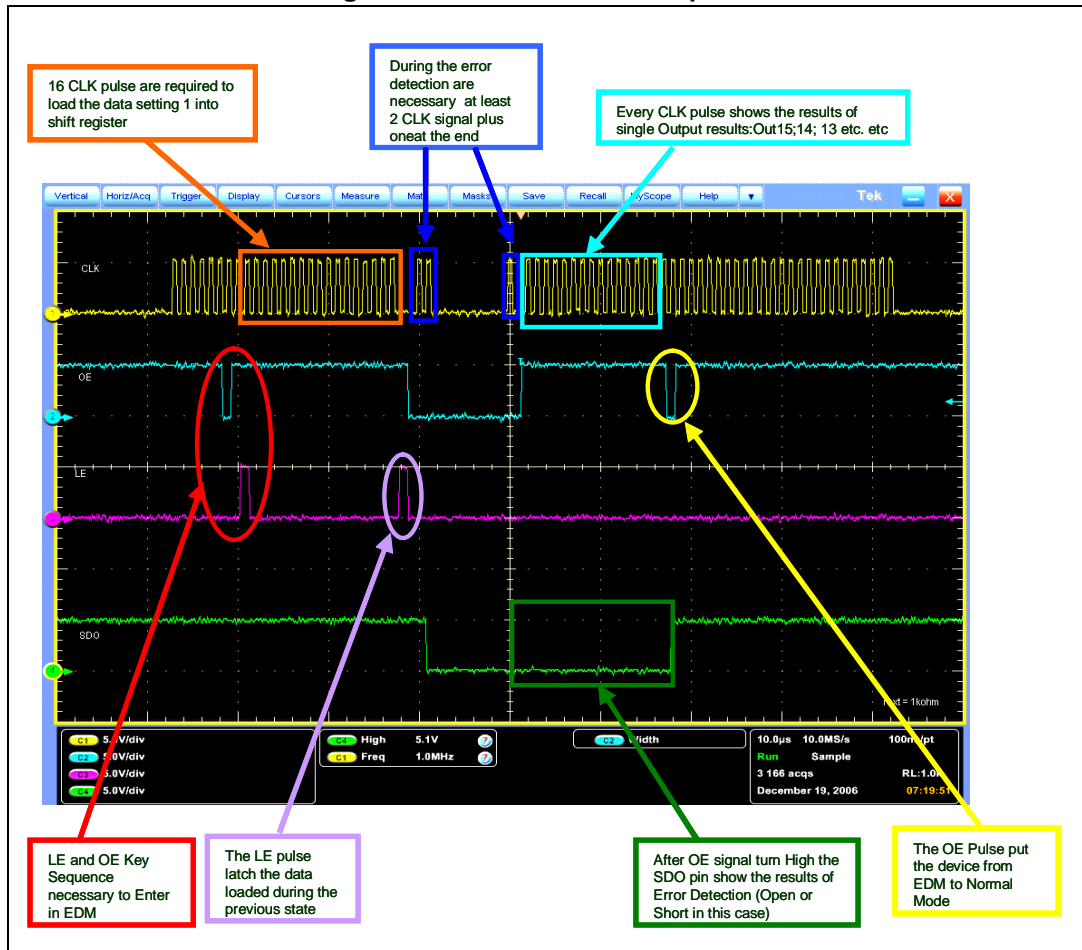 16 CLK pulse are required to
load the data setting 1 into
shift register
During the error
detection are
necessary at least
2 CLK signal plus
oneat the end
Every CLK pulse shows the results of
single Output results:Out15;14; 13 etc. etc
Vertical Horiz/Acq Trigger Display Cursors Measure Masks Save Recall Help Tek X
CLK
1
OE
2
LE
3
SDO
4
= 1kohm
C1 5.0V/div
C2 5.0V/div
C3 5.0V/div
C4 5.0V/div
C4 High 5.1V ?
C1 Freq 1.0MHz ?
C2 Width
10.0µs 10.0MS/s
Run Sample
3 166 acqs
December 19, 2006 07:19:51
LE and OE Key
Sequence
necessary to Enter
in EDM
The LE pulse
latch the data
loaded during the
previous state
After OE signal turn High the
SDO pin show the results of
Error Detection (Open or
Short in this case)
The OE Pulse put
the device from
EDM to Normal
Mode